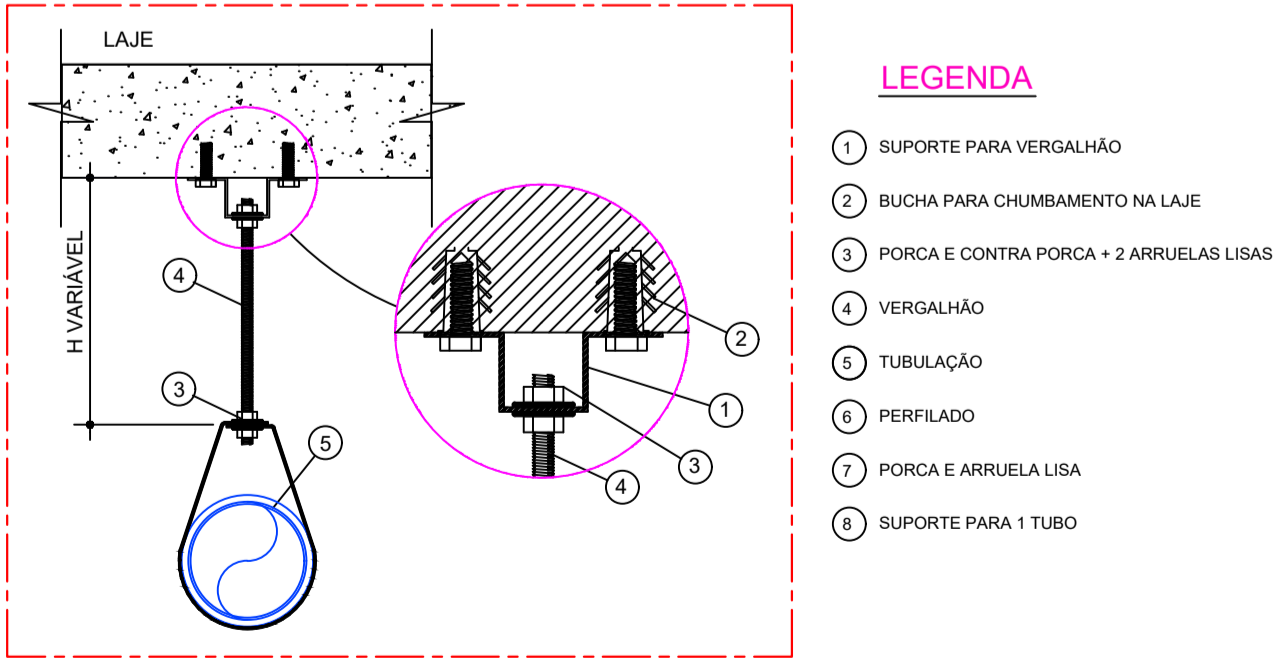 LAJE
H VARIÁVEL
4
3
5
2
1
3
4
LEGENDA
1 SUPORTE PARA VERGALHÃO
2 BUCHA PARA CHUMBAMENTO NA LAJE
3 PORCA E CONTRA PORCA + 2 ARRUELAS LISAS
4 VERGALHÃO
5 TUBULAÇÃO
6 PERFILADO
7 PORCA E ARRUELA LISA
8 SUPORTE PARA 1 TUBO